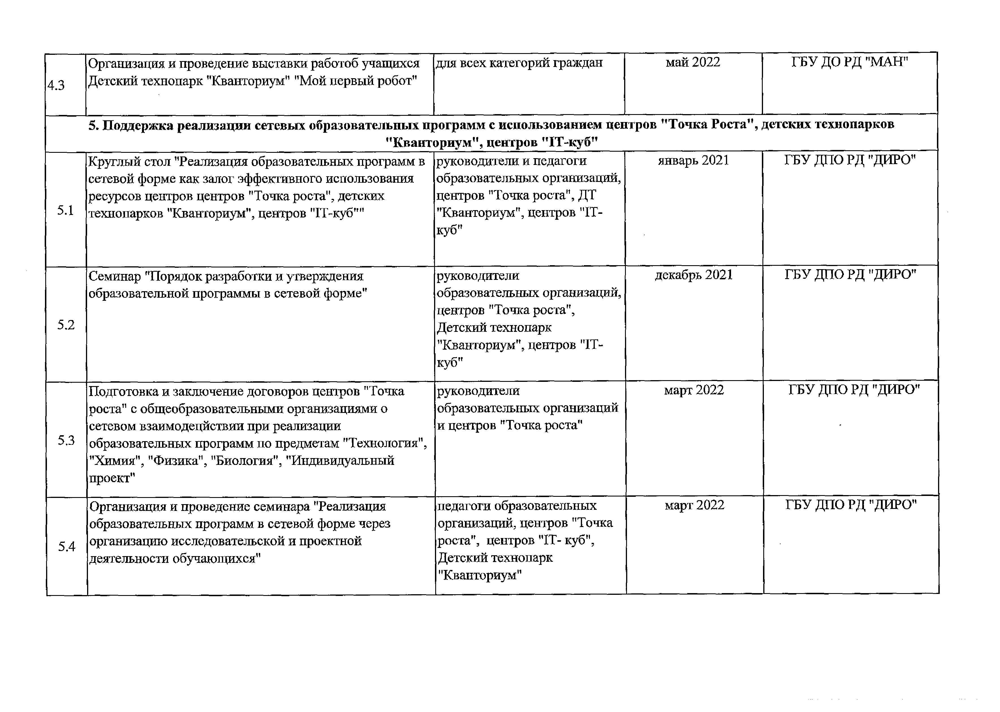 4.3
Организация и проведение выставки работоб учащихся
Детский технопарк "Кванториум" "Мой первый робот"
для всех категорий граждан
май 2022
ГБУ ДО РД "МАН"
5. Поддержка реализации сетевых образовательных программ с использованием центров "Точка Роста", детских технопарков
"Кванториум", центров "IT-куб"
5.1
Круглый стол "Реализация образовательных программ в
сетевой форме как залог эффективного использования
ресурсов центров центров "Точка роста", детских
технопарков "Кванториум", центров "IT-куб""
руководители и педагоги
образовательных организаций,
центров "Точка роста", ДТ
"Кванториум", центров "IT-
куб"
январь 2021
ГБУ ДПО РД "ДИРО"
5.2
Семинар "Порядок разработки и утверждения
образовательной программы в сетевой форме"
руководители
образовательных организаций,
центров "Точка роста",
Детский технопарк
"Кванториум", центров "IT-
куб"
декабрь 2021
ГБУ ДПО РД "ДИРО"
5.3
Подготовка и заключение договоров центров "Точка
роста" с общеобразовательными организациями о
сетевом взаимодецйствии при реализации
образовательных программ по предметам "Технология",
"Химия", "Физика", "Биология", "Индивидуальный
проект"
руководители
образовательных организаций
и центров "Точка роста"
март 2022
ГБУ ДПО РД "ДИРО"
5.4
Организация и проведение семинара "Реализация
образовательных программ в сетевой форме через
организацию исследовательской и проектной
деятельности обучающихся"
педагоги образовательных
организаций, центров "Точка
роста", центров "IT- куб",
Детский технопарк
"Кванториум"
март 2022
ГБУ ДПО РД "ДИРО"